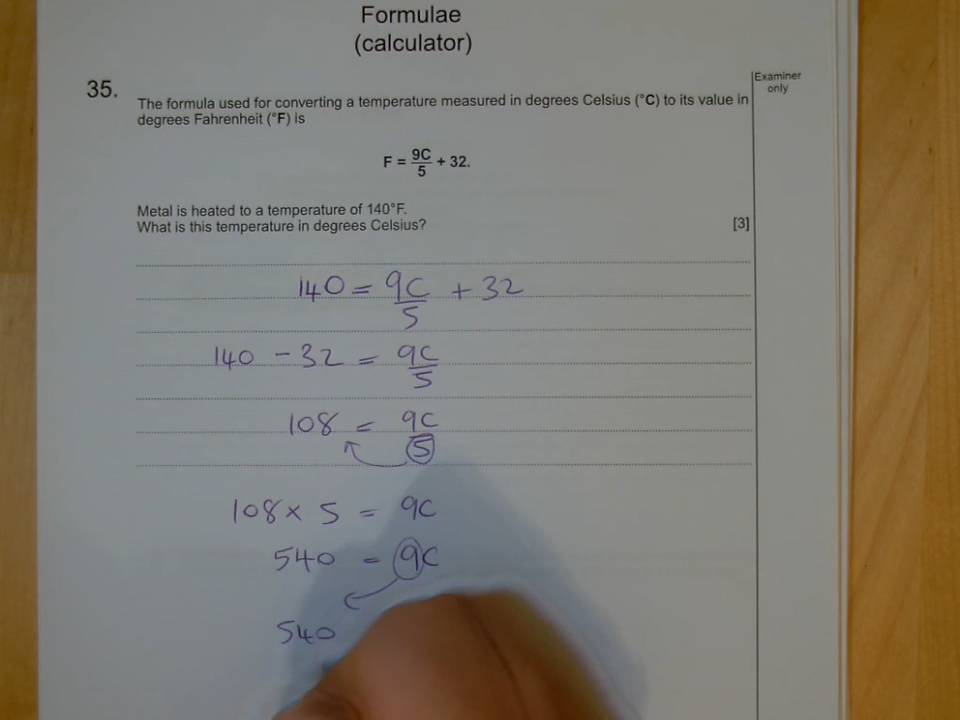 Formulae
(calculator)
Examiner
only
35.
The formula used for converting a temperature measured in degrees Celsius (°C) to its value in
degrees Fahrenheit (°F) is
F = 9C/5 + 32.
Metal is heated to a temperature of 140°F.
What is this temperature in degrees Celsius? [3]
140 = 9C/5 + 32
140 - 32 = 9C/5
108 = 9C/5
108 × 5 = 9C
540 = 9C
540